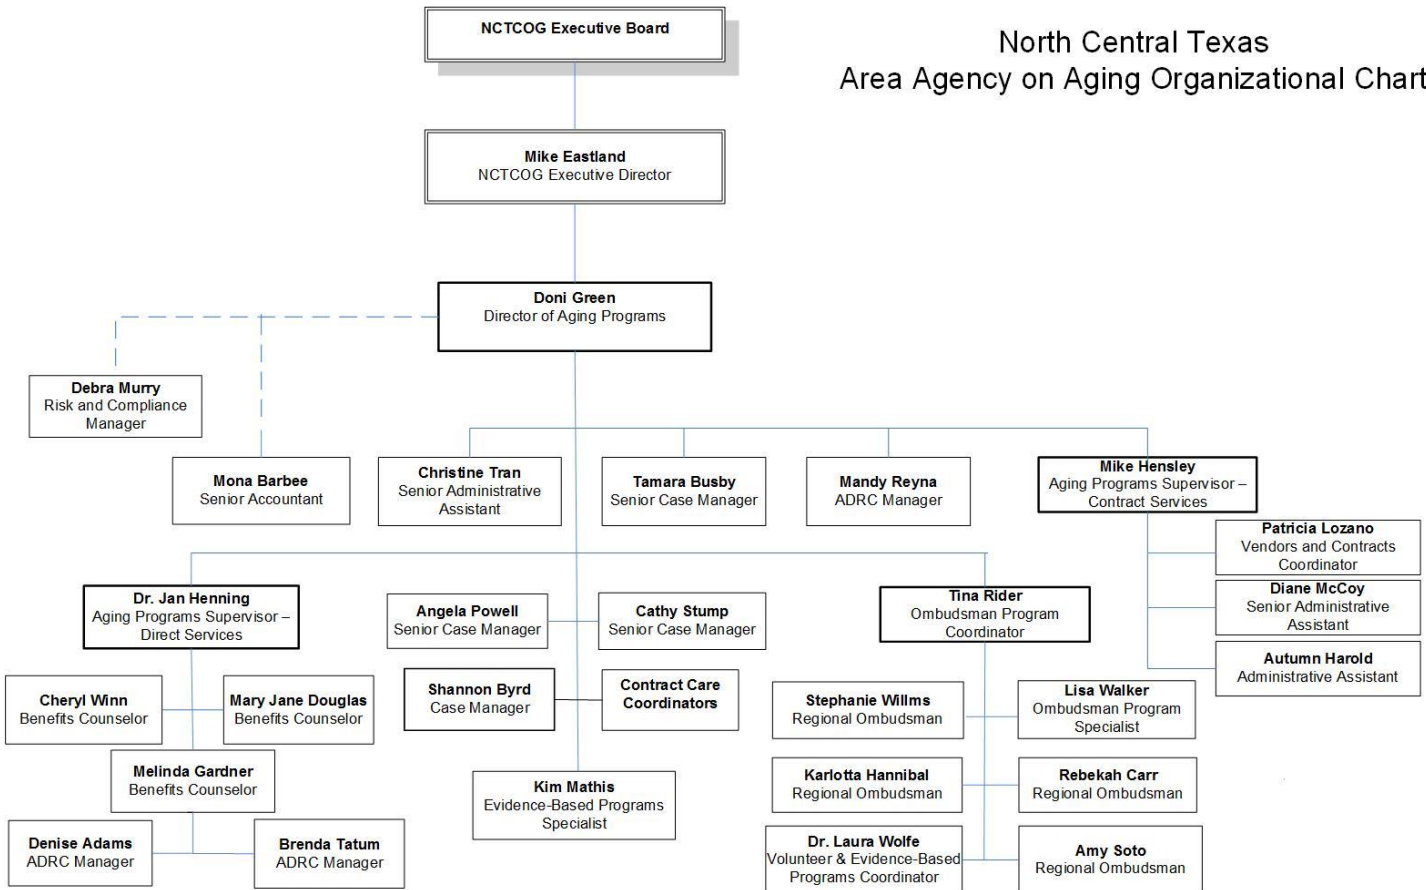 NCTCOG Executive Board
North Central Texas
Area Agency on Aging Organizational Chart
Mike Eastland
NCTCOG Executive Director
Doni Green
Director of Aging Programs
Debra Murry
Risk and Compliance
Manager
Mona Barbee
Senior Accountant
Christine Tran
Senior Administrative
Assistant
Tamara Busby
Senior Case Manager
Mandy Reyna
ADRC Manager
Mike Hensley
Aging Programs Supervisor –
Contract Services
Patricia Lozano
Vendors and Contracts
Coordinator
Diane McCoy
Senior Administrative
Assistant
Autumn Harold
Administrative Assistant
Dr. Jan Henning
Aging Programs Supervisor –
Direct Services
Angela Powell
Senior Case Manager
Cathy Stump
Senior Case Manager
Tina Rider
Ombudsman Program
Coordinator
Cheryl Winn
Benefits Counselor
Mary Jane Douglas
Benefits Counselor
Shannon Byrd
Case Manager
Contract Care
Coordinators
Stephanie Willms
Regional Ombudsman
Lisa Walker
Ombudsman Program
Specialist
Melinda Gardner
Benefits Counselor
Kim Mathis
Evidence-Based Programs
Specialist
Karlotta Hannibal
Regional Ombudsman
Rebekah Carr
Regional Ombudsman
Denise Adams
ADRC Manager
Brenda Tatum
ADRC Manager
Dr. Laura Wolfe
Volunteer & Evidence-Based
Programs Coordinator
Amy Soto
Regional Ombudsman